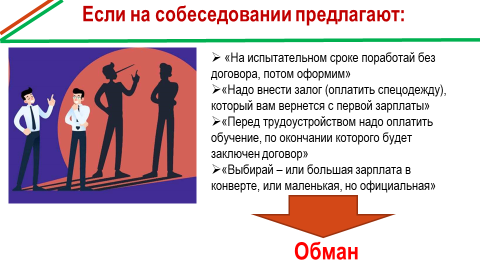 Если на собеседовании предлагают:
➢ «На испытательном сроке поработай без
договора, потом оформим»
➢«Надо внести залог (оплатить спецодежду),
который вам вернется с первой зарплаты»
➢«Перед трудоустройством надо оплатить
обучение, по окончании которого будет
заключен договор»
➢«Выбирай – или большая зарплата в
конверте, или маленькая, но официальная»
Обман